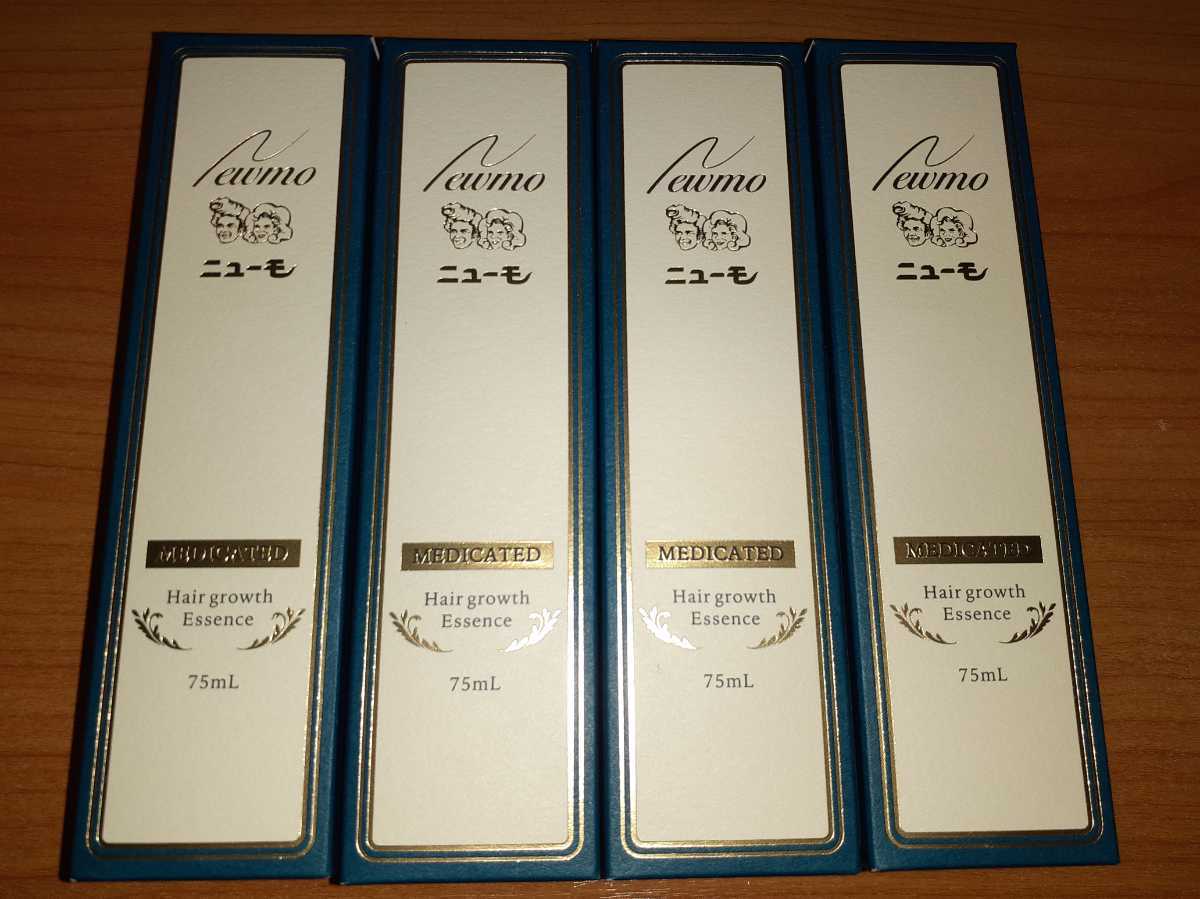 Newmo
ニューモ
MEDICATED
Hair growth
Essence
75mL
Newmo
ニューモ
MEDICATED
Hair growth
Essence
75mL
Newmo
ニューモ
MEDICATED
Hair growth
Essence
75mL
Newmo
ニューモ
MEDICATED
Hair growth
Essence
75mL